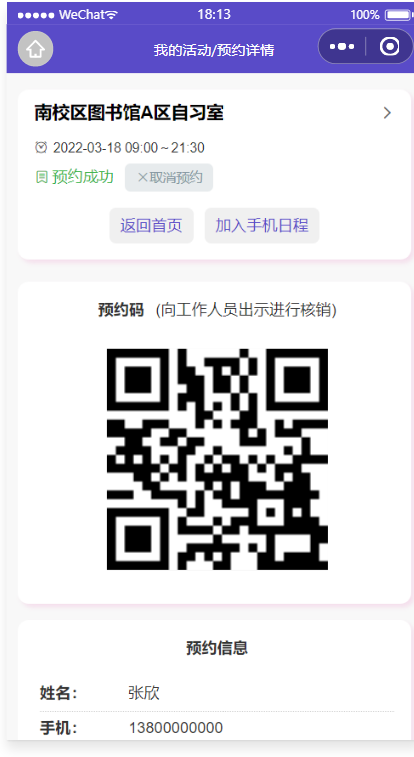 WeChat 18:13 100%
我的活动/预约详情
南校区图书馆A区自习室
2022-03-18 09:00~21:30
预约成功 ×取消预约
返回首页 加入手机日程
预约码 (向工作人员出示进行核销)
预约信息
姓名: 张欣
手机: 13800000000